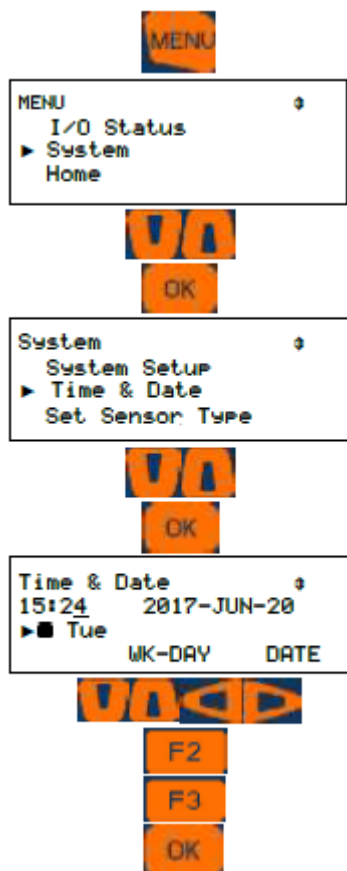 MENU
MENU
I/O Status
System
Home
OK
System
System Setup
Time & Date
Set Sensor Type
OK
Time & Date
15:24 2017-JUN-20
Tue
WK-DAY DATE
F2
F3
OK